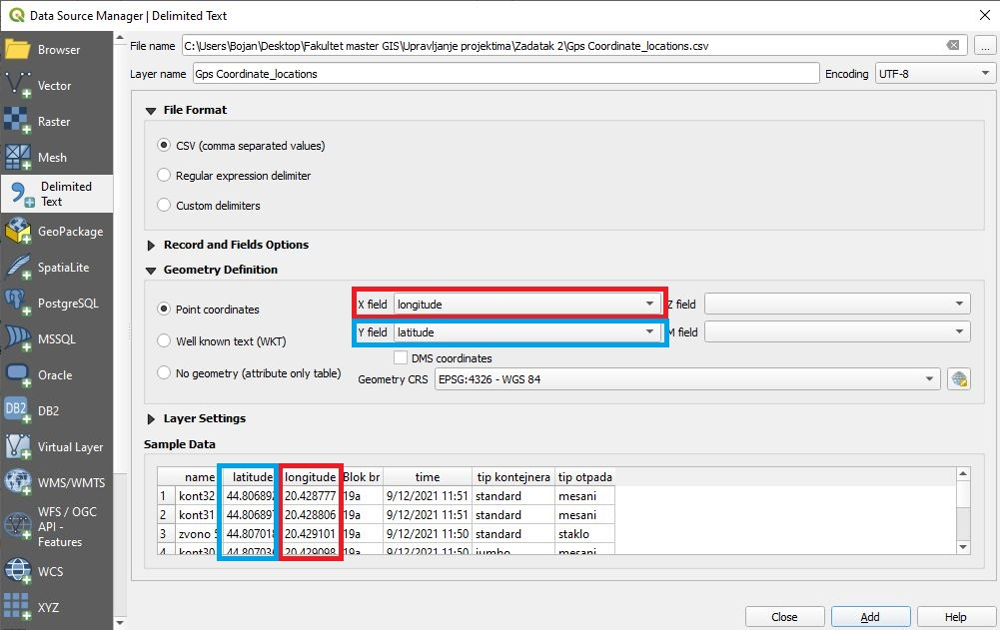 Data Source Manager | Delimited Text
Browser
Vector
Raster
Mesh
Delimited
Text
GeoPackage
SpatiaLite
PostgreSQL
MSSQL
Oracle
DB2
DB2
Virtual Layer
WMS/WMTS
WFS / OGC
API -
Features
WCS
XYZ
File name C:\Users\Bojan\Desktop\Fakultet master GIS\Upravljanje projektima\Zadatak 2\Gps Coordinate_locations.csv ...
Layer name Gps Coordinate_locations Encoding UTF-8
File Format
CSV (comma separated values)
Regular expression delimiter
Custom delimiters
Record and Fields Options
Geometry Definition
Point coordinates X field longitude Z field
Well known text (WKT) Y field latitude M field
DMS coordinates
No geometry (attribute only table) Geometry CRS EPSG:4326 - WGS 84
Layer Settings
Sample Data
name latitude longitude Blok br time tip kontejnera tip otpada
1 kont32 44.806892 20.428777 19a 9/12/2021 11:51 standard mesani
2 kont31 44.806897 20.428806 19a 9/12/2021 11:51 standard mesani
3 zvono 5 44.807018 20.429101 19a 9/12/2021 11:50 standard staklo
4 kont30 44.807036 20.429098 19a 9/12/2021 11:50 jumbo mesani
Close Add Help